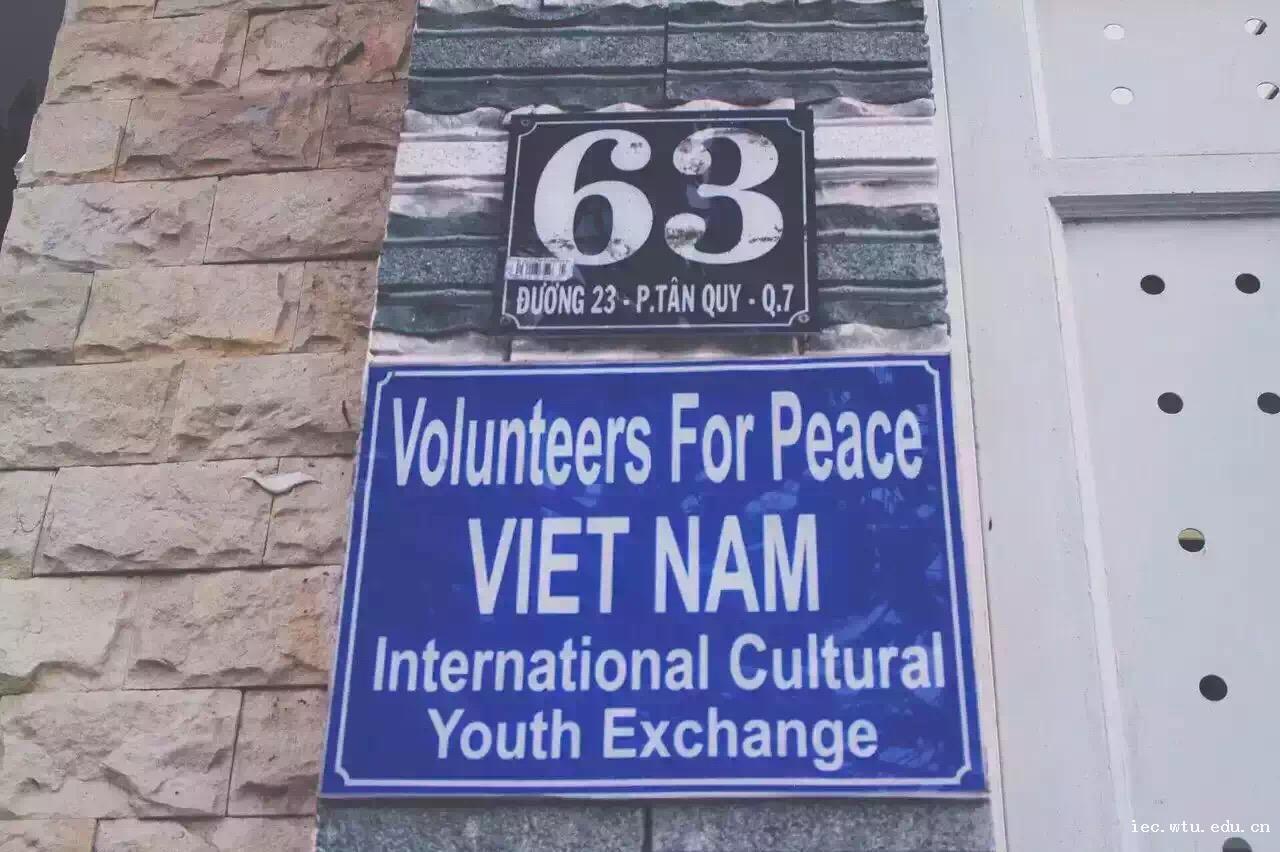 63
ĐƯỜNG 23 - P.TÂN QUY - Q.7
Volunteers For Peace
VIET NAM
International Cultural
Youth Exchange
iec.wtu.edu.cn